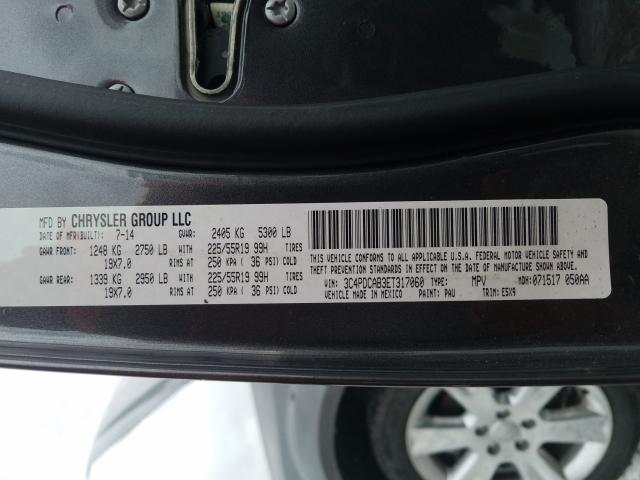 MFD BY CHRYSLER GROUP LLC
DATE OF MFR(BUILT): 7-14 GVWR: 2405 KG 5300 LB
GAWR FRONT: 1248 KG 2750 LB WITH 225/55R19 99H TIRES
19X7.0 RIMS AT 250 KPA ( 36 PSI) COLD
GAWR REAR: 1339 KG 2950 LB WITH 225/55R19 99H TIRES
19X7.0 RIMS AT 250 KPA ( 36 PSI) COLD
THIS VEHICLE CONFORMS TO ALL APPLICABLE U.S.A. FEDERAL MOTOR VEHICLE SAFETY AND
THEFT PREVENTION STANDARDS IN EFFECT ON THE DATE OF MANUFACTURE SHOWN ABOVE.
VIN: 3C4PDCAB3ET317060 TYPE: MPV MDH: 071517 050AA
VEHICLE MADE IN MEXICO PAINT: PAU TRIM: E5X9